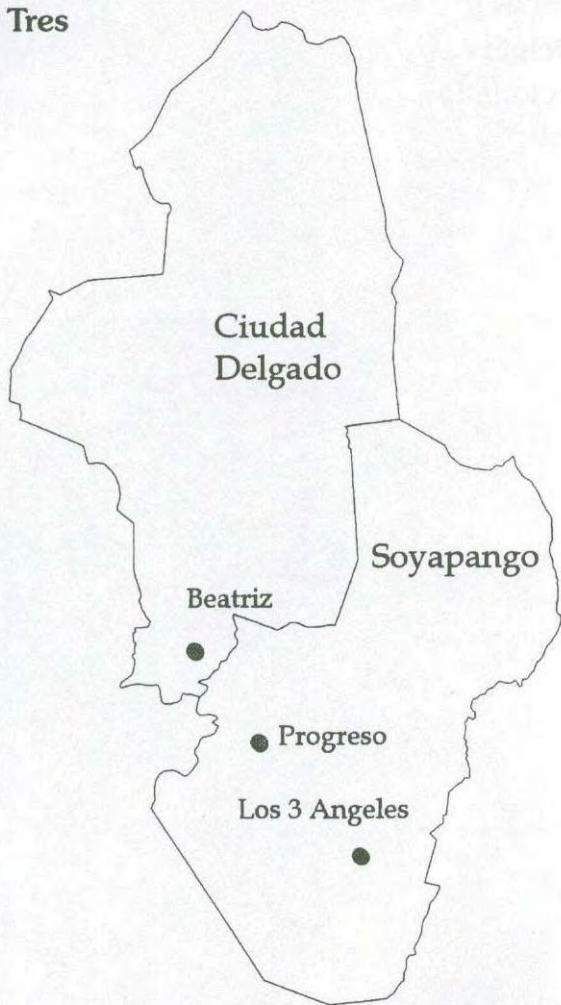 Tres
Ciudad
Delgado
Soyapango
Beatriz
Progreso
Los 3 Angeles